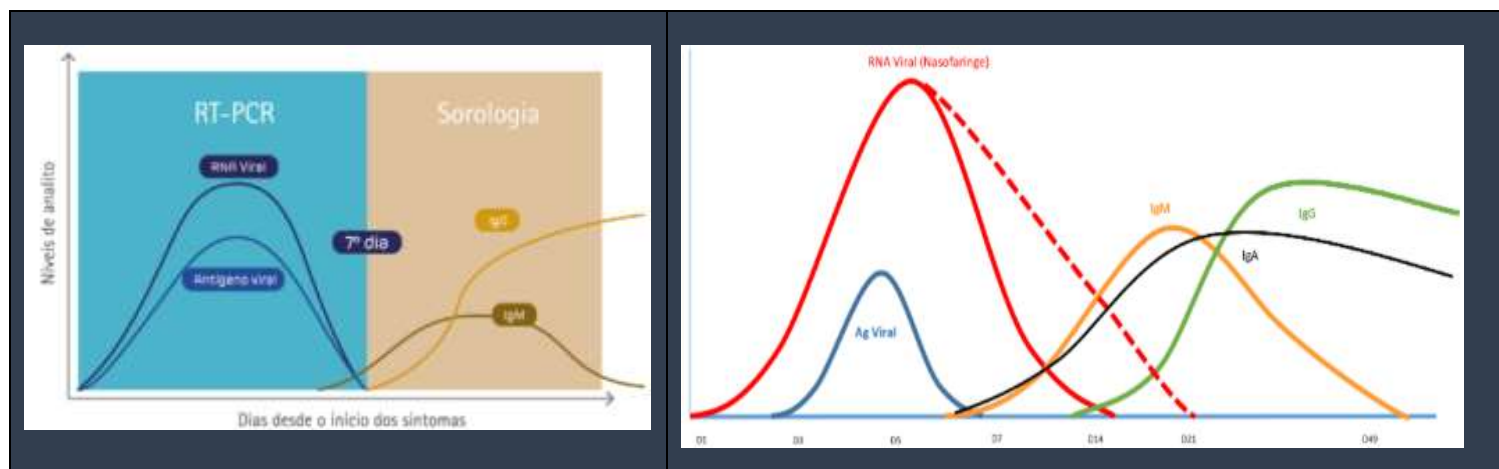 RT-PCR
Sorologia
RNA Viral
IgG
7º dia
Antígeno viral
IgM
Níveis de analito
Dias desde o início dos sintomas
RNA Viral (Nasofaringe)
IgM
IgG
IgA
Ag Viral
D1 D3 D5 D7 D14 D21 D49